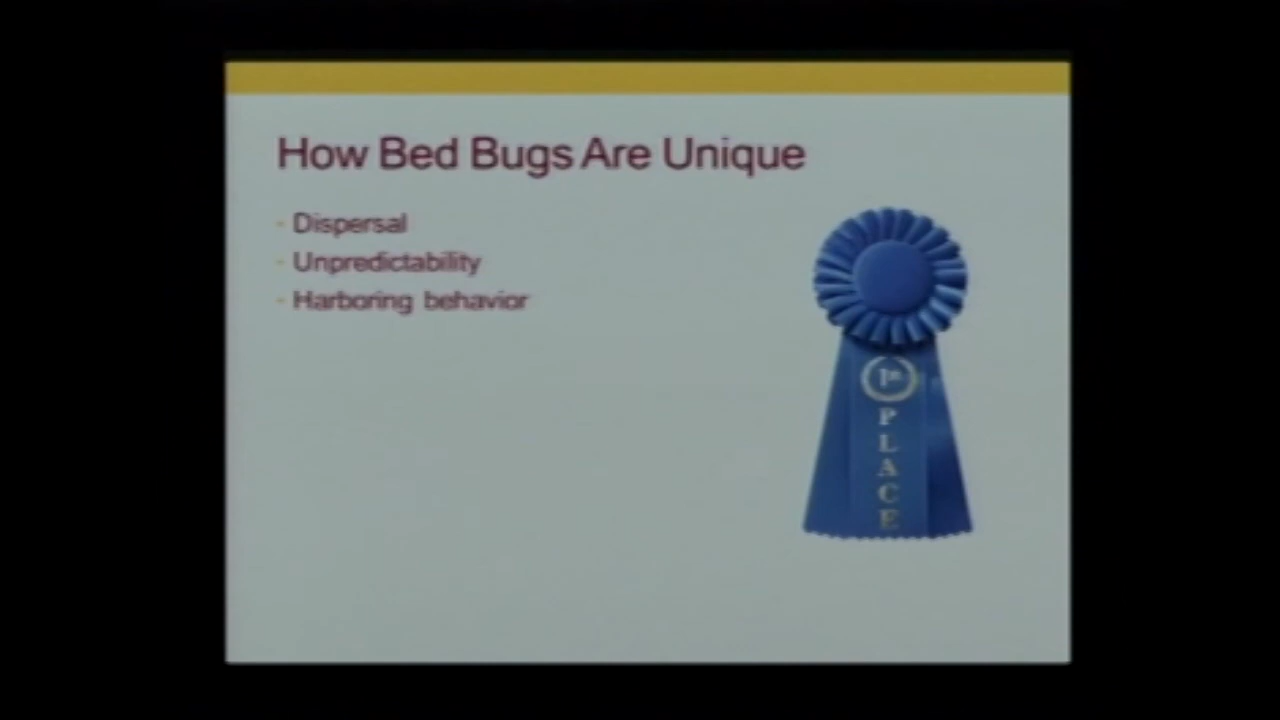 How Bed Bugs Are Unique
- Dispersal
- Unpredictability
- Harboring behavior
1st
PLACE